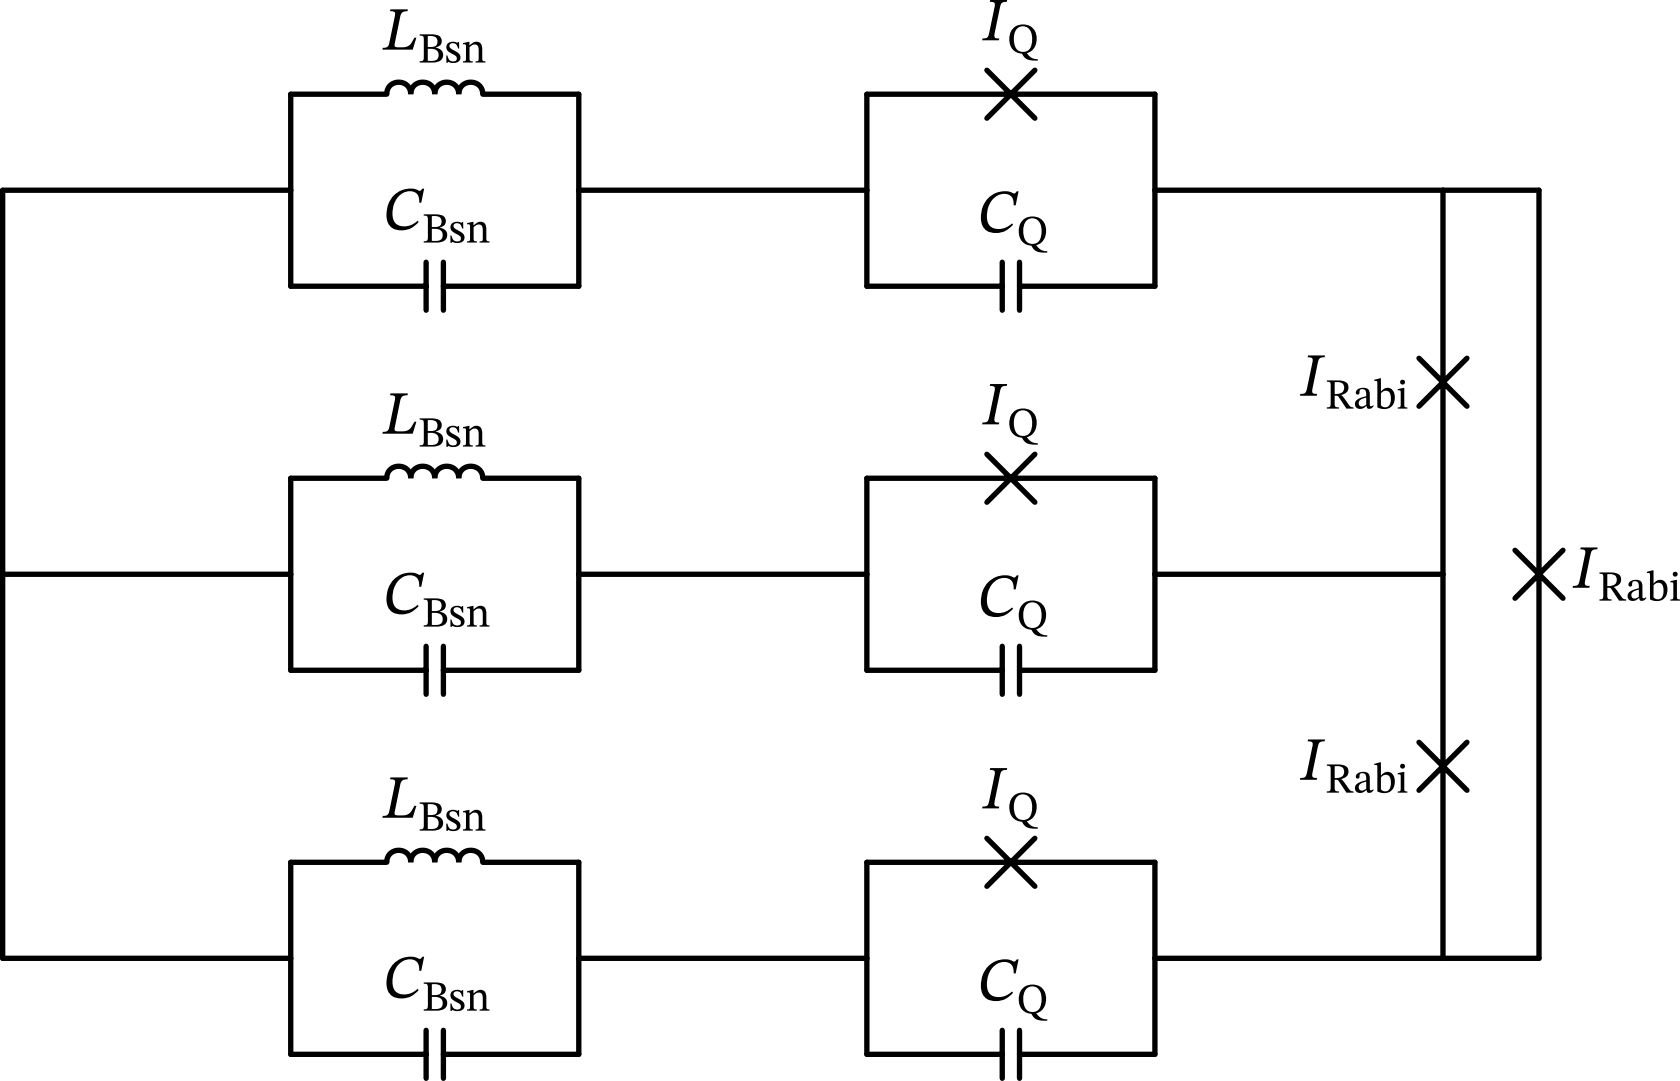 L_Bsn
I_Q
C_Bsn
C_Q
I_Rabi
L_Bsn
I_Q
I_Rabi
C_Bsn
C_Q
I_Rabi
L_Bsn
I_Q
C_Bsn
C_Q